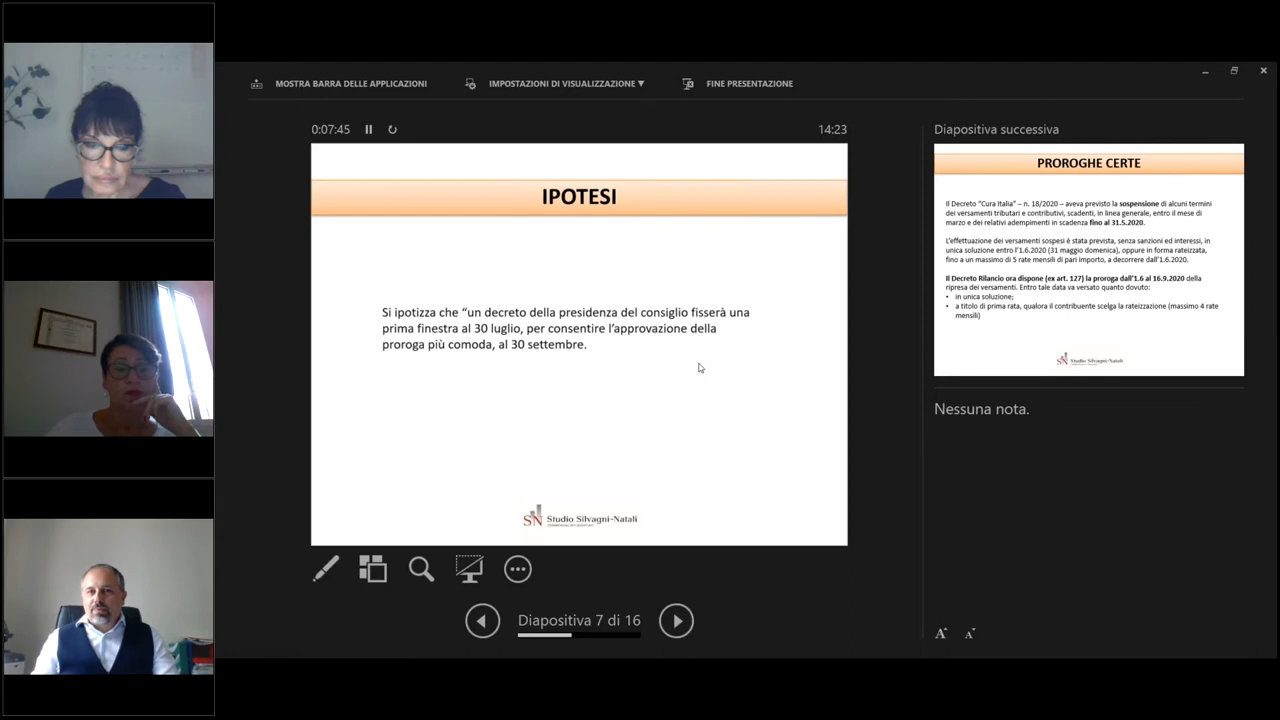 MOSTRA BARRA DELLE APPLICAZIONI
IMPOSTAZIONI DI VISUALIZZAZIONE ▼
FINE PRESENTAZIONE
0:07:45
14:23
IPOTESI
Si ipotizza che “un decreto della presidenza del consiglio fisserà una
prima finestra al 30 luglio, per consentire l’approvazione della
proroga più comoda, al 30 settembre.
SN Studio Silvagni-Natali
Diapositiva 7 di 16
Diapositiva successiva
PROROGHE CERTE
Il Decreto “Cura Italia” – n. 18/2020 – aveva previsto la sospensione di alcuni termini
dei versamenti tributari e contributivi, scadenti, in linea generale, entro il mese di
marzo e dei relativi adempimenti in scadenza fino al 31.5.2020.
L’effettuazione dei versamenti sospesi è stata prevista, senza sanzioni ed interessi, in
unica soluzione entro l’1.6.2020 (31 maggio domenica), oppure in forma rateizzata,
fino a un massimo di 5 rate mensili di pari importo, a decorrere dall’1.6.2020.
Il Decreto Rilancio ora dispone (ex art. 127) la proroga dall’1.6 al 16.9.2020 della
ripresa dei versamenti. Entro tale data va versato quanto dovuto:
• in unica soluzione;
• a titolo di prima rata, qualora il contribuente scelga la rateizzazione (massimo 4 rate
mensili)
SN Studio Silvagni-Natali
Nessuna nota.
A A